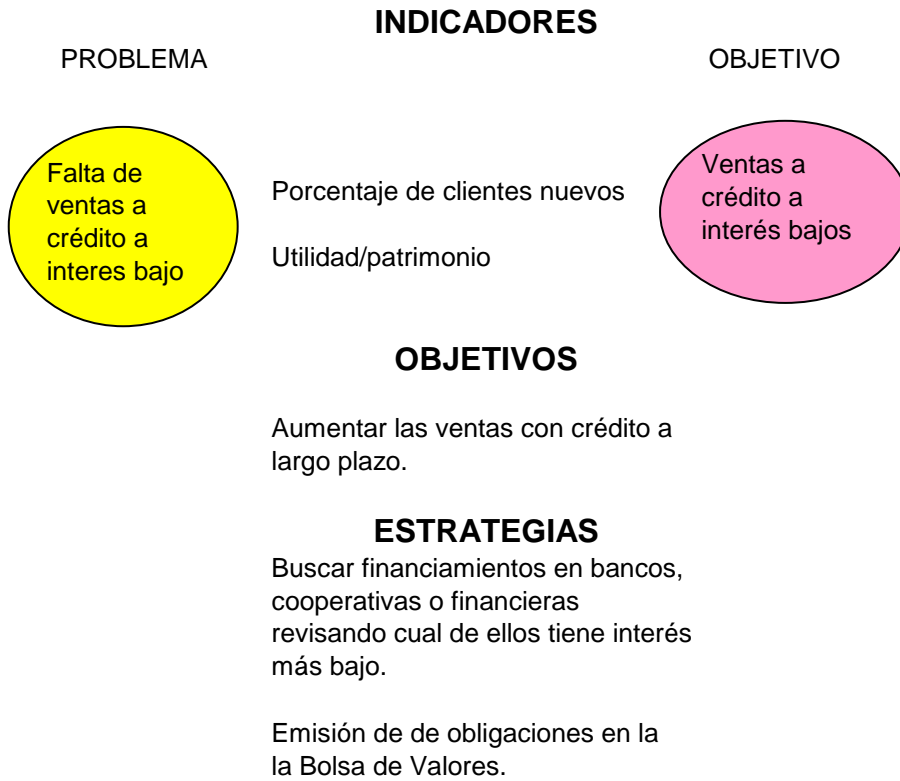 INDICADORES
PROBLEMA
OBJETIVO
Falta de
ventas a
crédito a
interes bajo
Porcentaje de clientes nuevos
Utilidad/patrimonio
Ventas a
crédito a
interés bajos
OBJETIVOS
Aumentar las ventas con crédito a
largo plazo.
ESTRATEGIAS
Buscar financiamientos en bancos,
cooperativas o financieras
revisando cual de ellos tiene interés
más bajo.
Emisión de de obligaciones en la
la Bolsa de Valores.